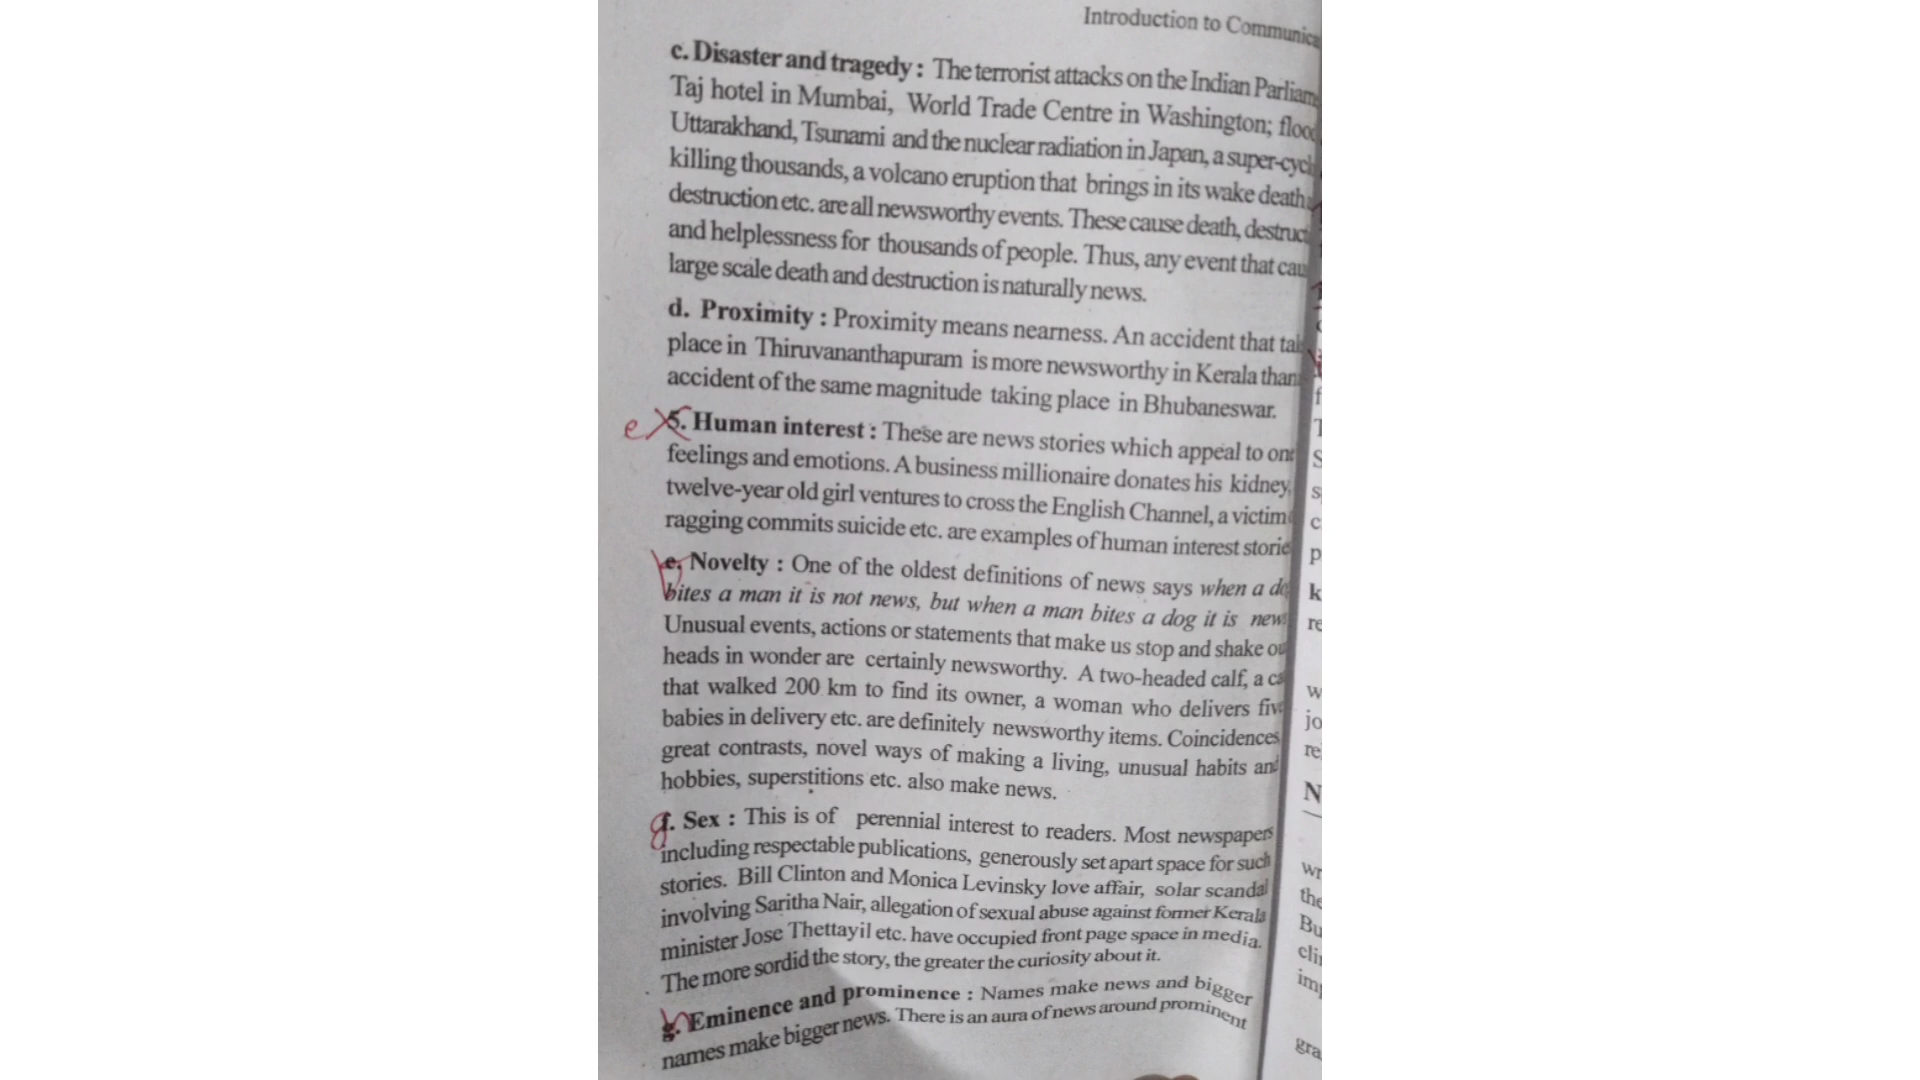 Introduction to Communica
c. Disaster and tragedy : The terrorist attacks on the Indian Parliam
Taj hotel in Mumbai, World Trade Centre in Washington; flood
Uttarakhand, Tsunami and the nuclear radiation in Japan, a super-cycl
killing thousands, a volcano eruption that brings in its wake death
destruction etc. are all newsworthy events. These cause death, destruc
and helplessness for thousands of people. Thus, any event that cau
large scale death and destruction is naturally news.
d. Proximity : Proximity means nearness. An accident that tak
place in Thiruvananthapuram is more newsworthy in Kerala than
accident of the same magnitude taking place in Bhubaneswar.
e 5. Human interest : These are news stories which appeal to one
feelings and emotions. A business millionaire donates his kidney,
twelve-year old girl ventures to cross the English Channel, a victim
ragging commits suicide etc. are examples of human interest storie
e. Novelty : One of the oldest definitions of news says when a do
bites a man it is not news, but when a man bites a dog it is news
Unusual events, actions or statements that make us stop and shake ou
heads in wonder are certainly newsworthy. A two-headed calf, a ca
that walked 200 km to find its owner, a woman who delivers five
babies in delivery etc. are definitely newsworthy items. Coincidences
great contrasts, novel ways of making a living, unusual habits and
hobbies, superstitions etc. also make news.
g f. Sex : This is of perennial interest to readers. Most newspapers
including respectable publications, generously set apart space for such
stories. Bill Clinton and Monica Levinsky love affair, solar scandal
involving Saritha Nair, allegation of sexual abuse against former Kerala
minister Jose Thettayil etc. have occupied front page space in media.
The more sordid the story, the greater the curiosity about it.
h g. Eminence and prominence : Names make news and bigger
names make bigger news. There is an aura of news around prominent